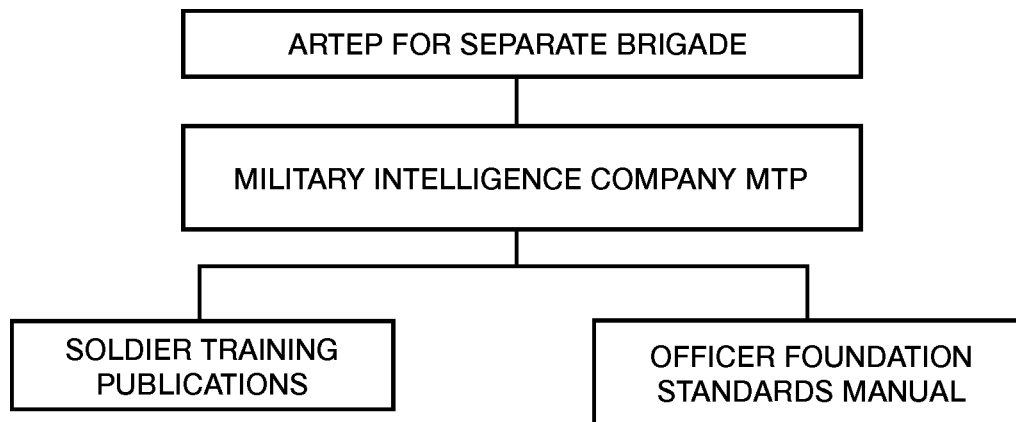 ARTEP FOR SEPARATE BRIGADE
MILITARY INTELLIGENCE COMPANY MTP
SOLDIER TRAINING
PUBLICATIONS
OFFICER FOUNDATION
STANDARDS MANUAL